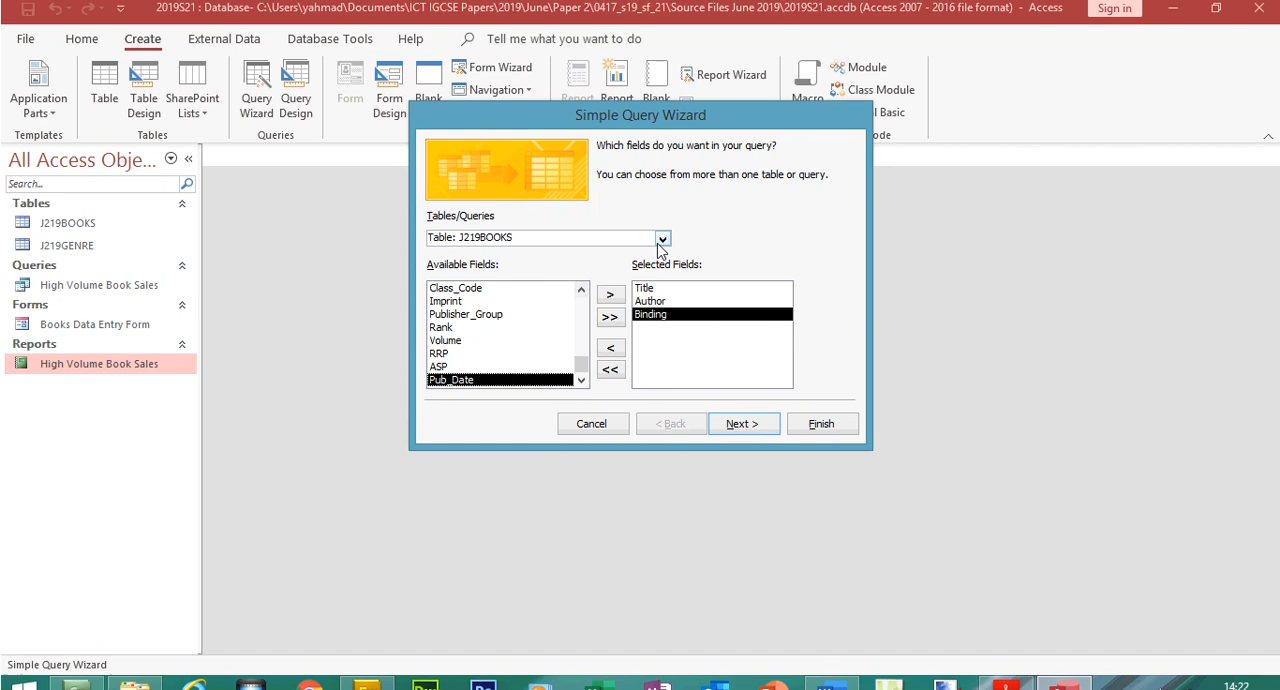 2019S21 : Database- C:\Users\yahmad\Documents\ICT IGCSE Papers\2019\June\Paper 2\0417_s19_sf_21\Source Files June 2019\2019S21.accdb (Access 2007 - 2016 file format) - Access
Sign in
File Home Create External Data Database Tools Help Tell me what you want to do
Application Parts
Table
Table Design
SharePoint Lists
Query Wizard
Query Design
Form
Form Design
Blank
Form Wizard
Navigation
Report
Report
Blank
Report Wizard
Macro
Module
Class Module
l Basic
Templates
Tables
Queries
ode
All Access Obje...
Search...
Tables
J219BOOKS
J219GENRE
Queries
High Volume Book Sales
Forms
Books Data Entry Form
Reports
High Volume Book Sales
Simple Query Wizard
Which fields do you want in your query?
You can choose from more than one table or query.
Tables/Queries
Table: J219BOOKS
Available Fields:
Class_Code
Imprint
Publisher_Group
Rank
Volume
RRP
ASP
Pub_Date
>
>>
<
<<
Selected Fields:
Title
Author
Binding
Cancel
< Back
Next >
Finish
Simple Query Wizard
14:22